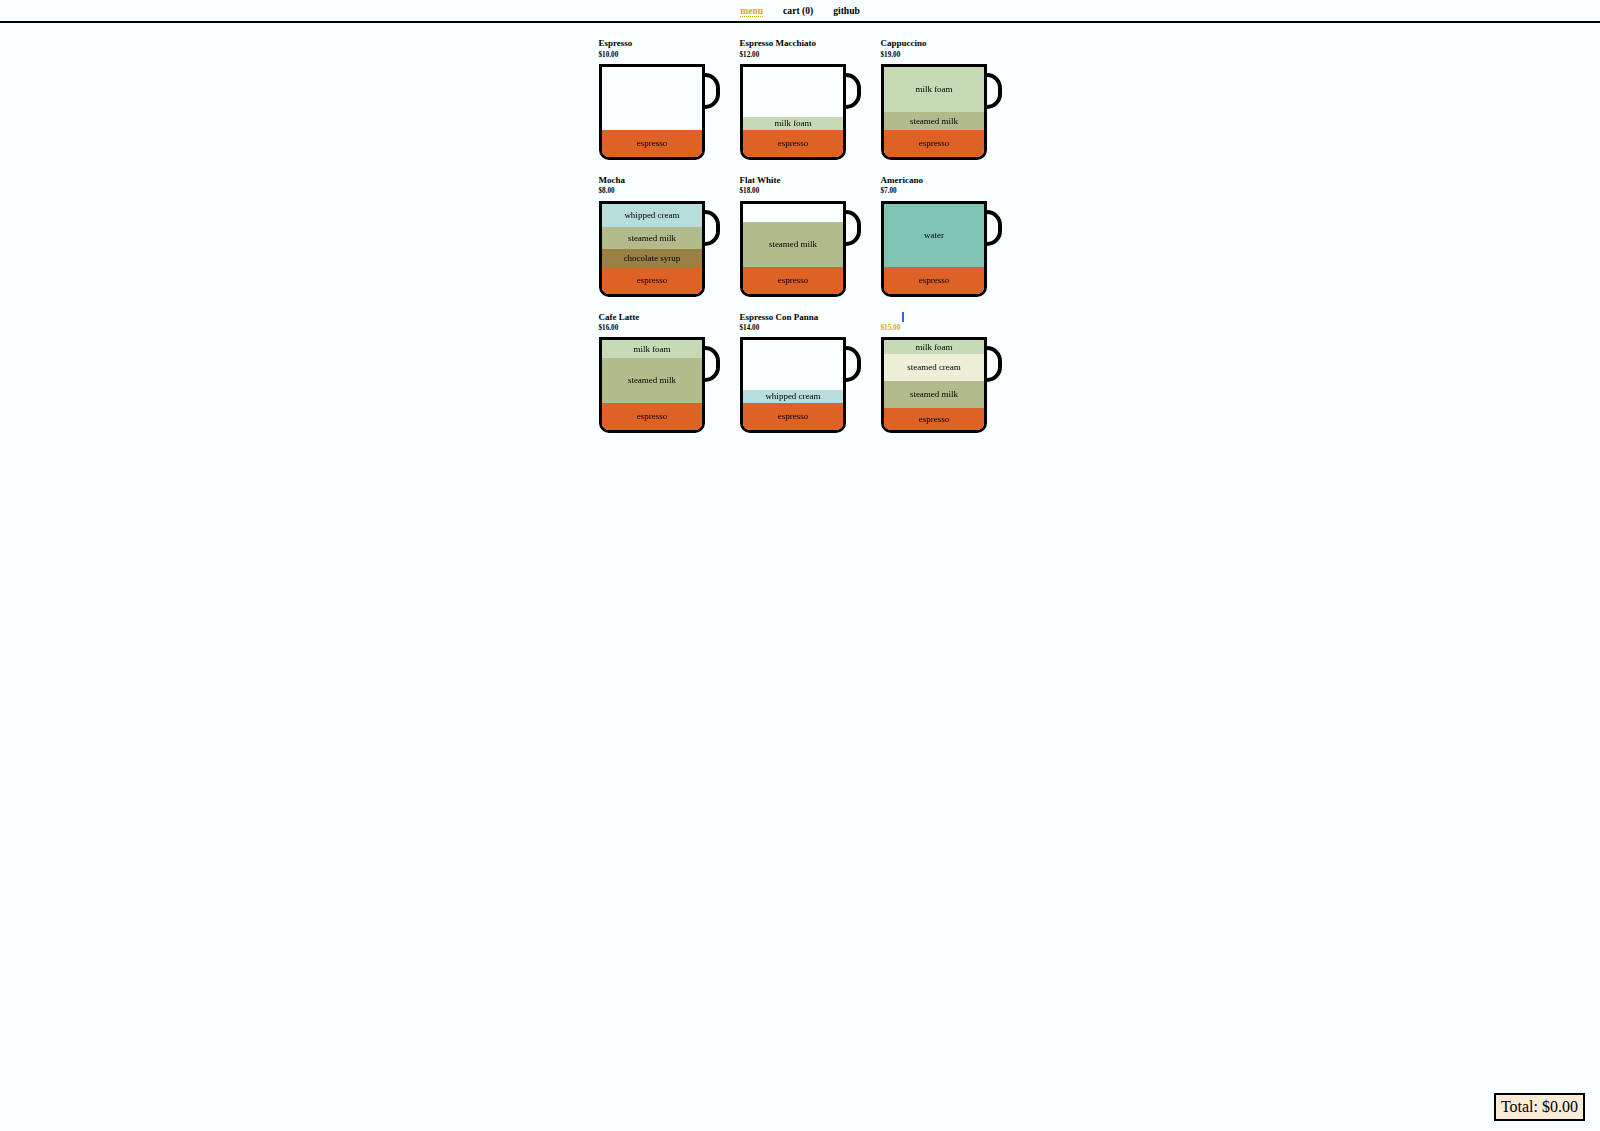 menu cart (0) github
Espresso
$10.00
espresso
Espresso Macchiato
$12.00
milk foam
espresso
Cappuccino
$19.00
milk foam
steamed milk
espresso
Mocha
$8.00
whipped cream
steamed milk
chocolate syrup
espresso
Flat White
$18.00
steamed milk
espresso
Americano
$7.00
water
espresso
Cafe Latte
$16.00
milk foam
steamed milk
espresso
Espresso Con Panna
$14.00
whipped cream
espresso
$15.00
milk foam
steamed cream
steamed milk
espresso
Total: $0.00